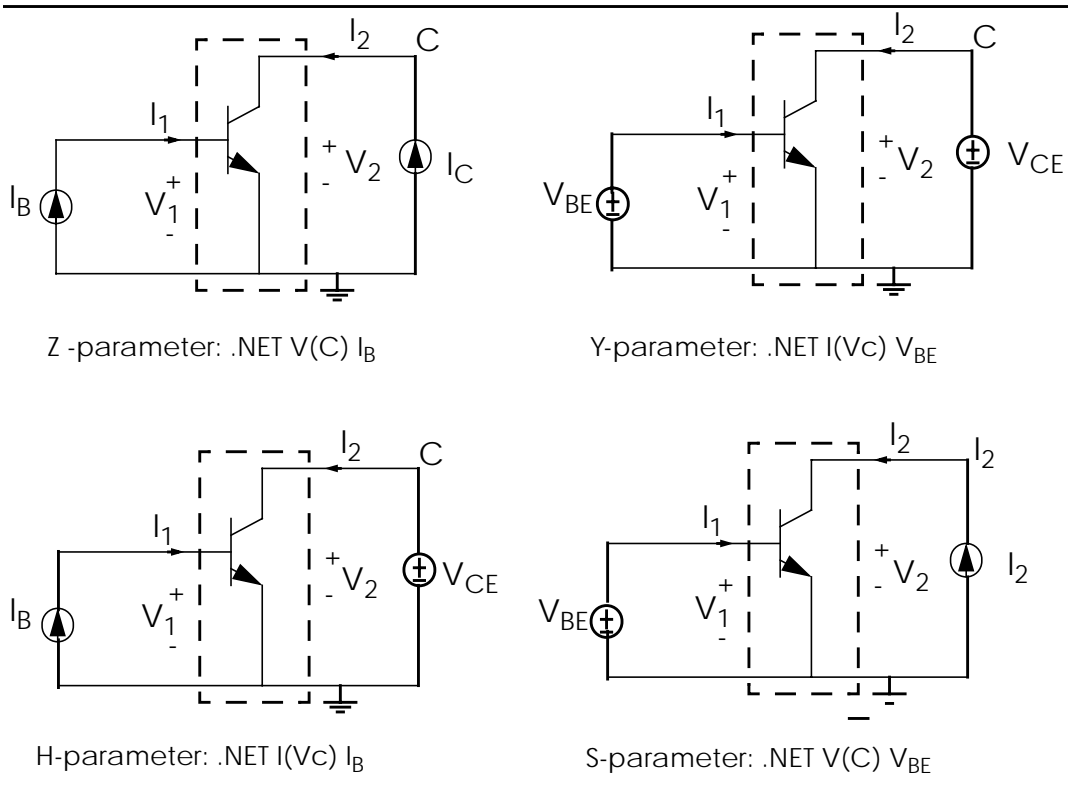 I2 C
I1
+
V2
-
IC
IB
V1
+
-
Z -parameter: .NET V(C) IB
I2 C
I1
+
V2
-
VCE
VBE
V1
+
-
Y-parameter: .NET I(Vc) VBE
I2 C
I1
+
V2
-
VCE
IB
V1
+
-
H-parameter: .NET I(Vc) IB
I2 I2
I1
+
V2
-
I2
VBE
V1
+
-
S-parameter: .NET V(C) VBE